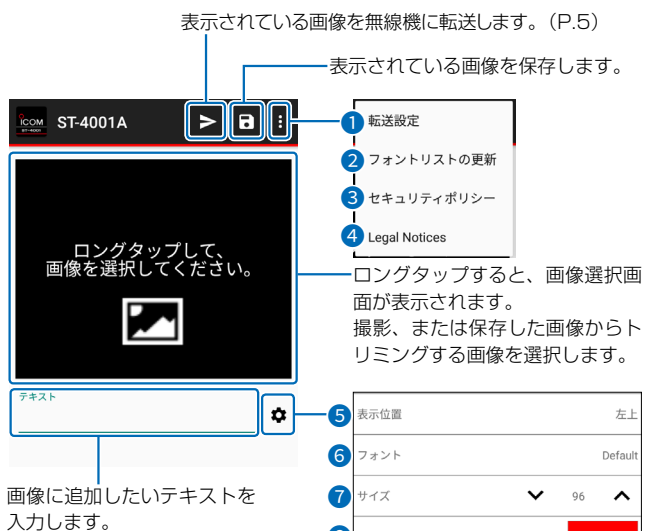 表示されている画像を無線機に転送します。（P.5）
表示されている画像を保存します。
ICOM
ST-4001
ST-4001A
1 転送設定
2 フォントリストの更新
3 セキュリティポリシー
4 Legal Notices
ロングタップして、
画像を選択してください。
ロングタップすると、画像選択画
面が表示されます。
撮影、または保存した画像からト
リミングする画像を選択します。
テキスト
5 表示位置 左上
6 フォント Default
7 サイズ 96
画像に追加したいテキストを
入力します。